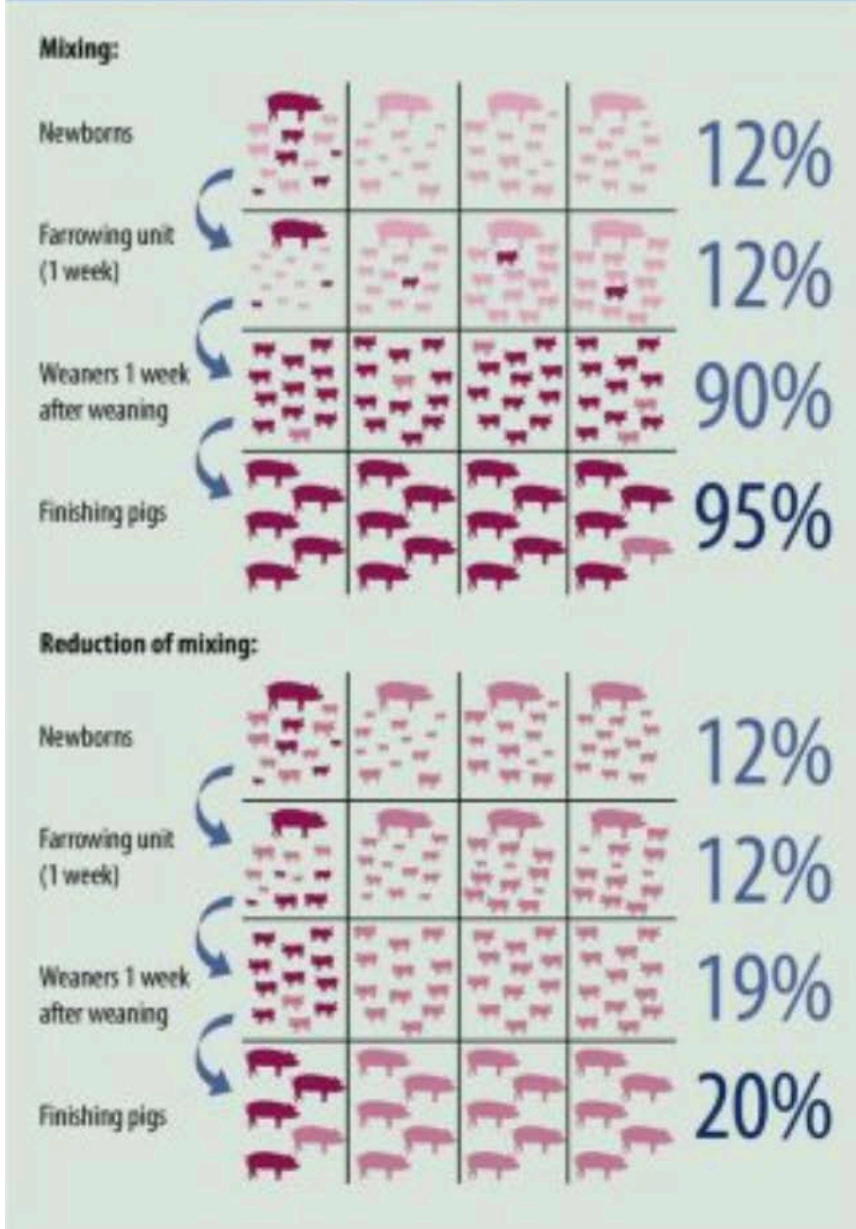 Mixing:
Newborns
12%
Farrowing unit
(1 week)
12%
Weaners 1 week
after weaning
90%
Finishing pigs
95%
Reduction of mixing:
Newborns
12%
Farrowing unit
(1 week)
12%
Weaners 1 week
after weaning
19%
Finishing pigs
20%